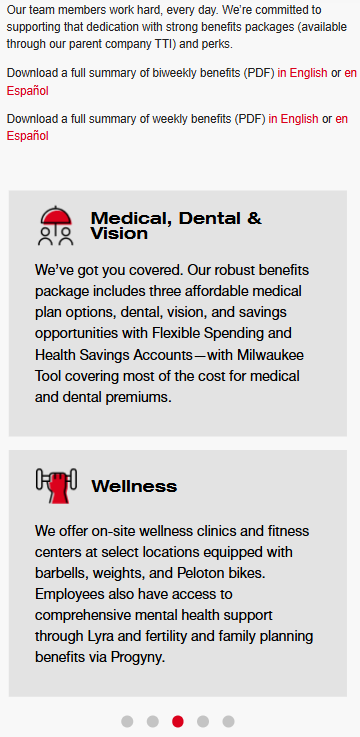 Our team members work hard, every day. We're committed to
supporting that dedication with strong benefits packages (available
through our parent company TTI) and perks.
Download a full summary of biweekly benefits (PDF) in English or en
Español
Download a full summary of weekly benefits (PDF) in English or en
Español
Medical, Dental &
Vision
We've got you covered. Our robust benefits
package includes three affordable medical
plan options, dental, vision, and savings
opportunities with Flexible Spending and
Health Savings Accounts—with Milwaukee
Tool covering most of the cost for medical
and dental premiums.
Wellness
We offer on-site wellness clinics and fitness
centers at select locations equipped with
barbells, weights, and Peloton bikes.
Employees also have access to
comprehensive mental health support
through Lyra and fertility and family planning
benefits via Progyny.